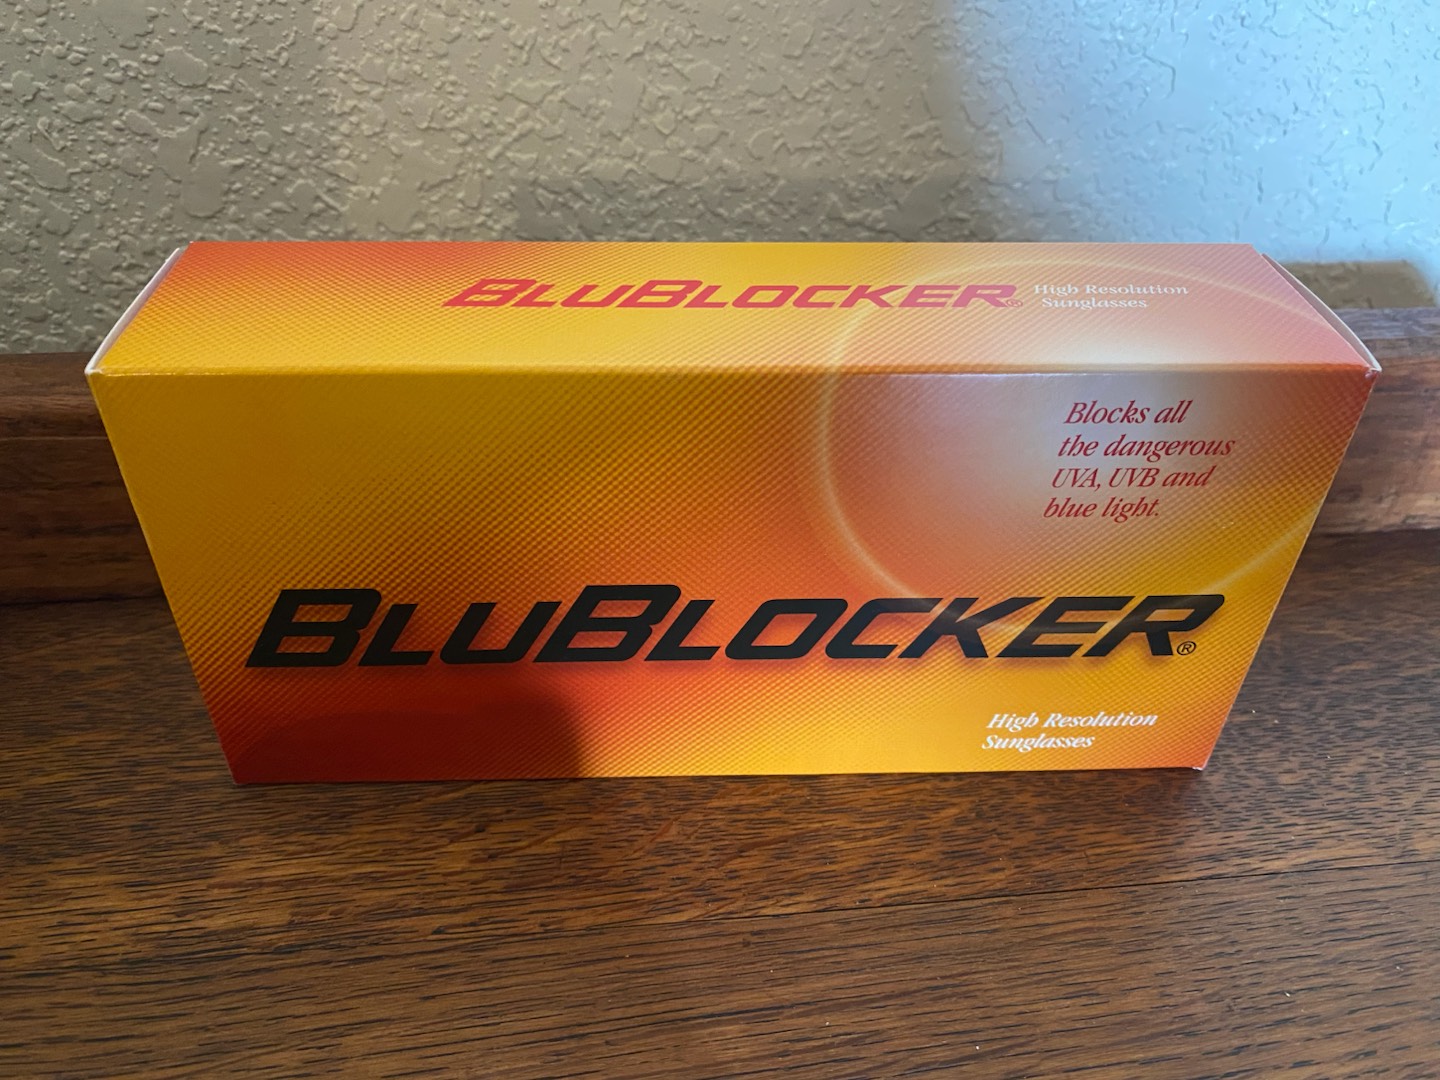 BLUBLOCKER® High Resolution
Sunglasses
Blocks all
the dangerous
UVA, UVB and
blue light.
BLUBLOCKER®
High Resolution
Sunglasses